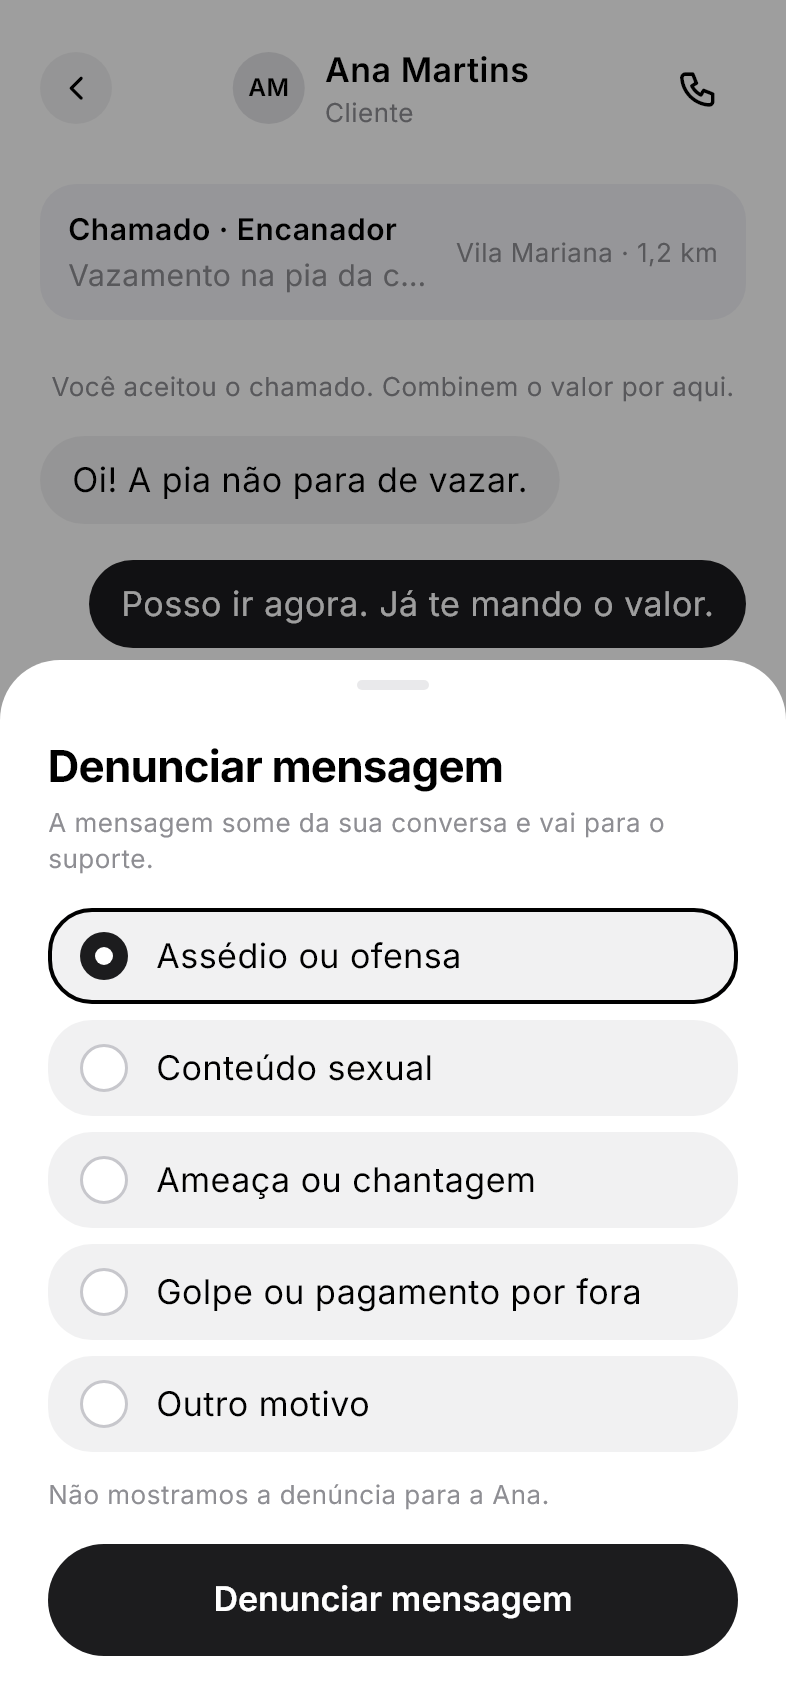 AM
Ana Martins
Cliente
Chamado · Encanador
Vazamento na pia da c...
Vila Mariana · 1,2 km
Você aceitou o chamado. Combinem o valor por aqui.
Oi! A pia não para de vazar.
Posso ir agora. Já te mando o valor.
Denunciar mensagem
A mensagem some da sua conversa e vai para o
suporte.
Assédio ou ofensa
Conteúdo sexual
Ameaça ou chantagem
Golpe ou pagamento por fora
Outro motivo
Não mostramos a denúncia para a Ana.
Denunciar mensagem